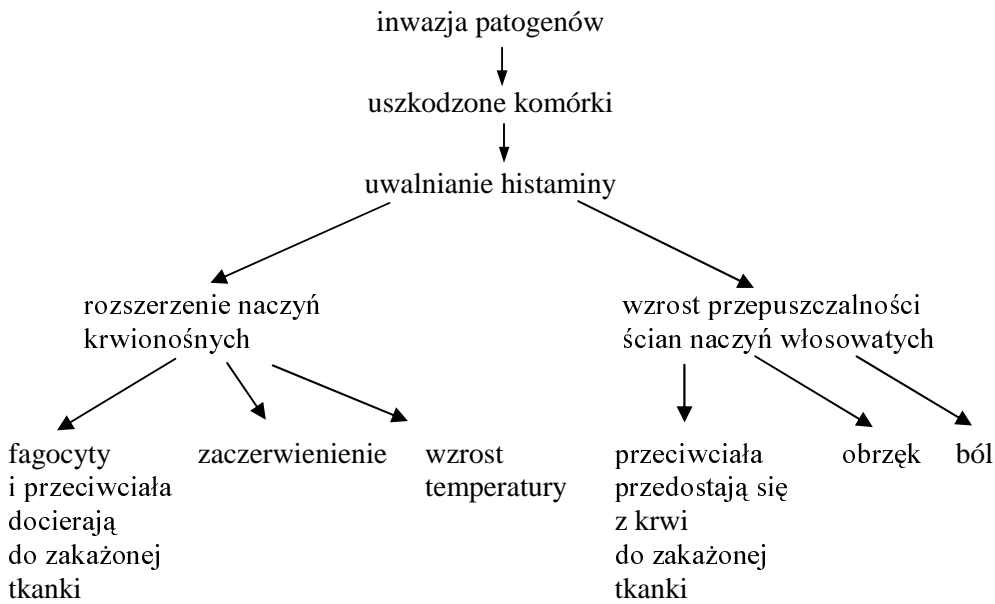 inwazja patogenów
uszkodzone komórki
uwalnianie histaminy
rozszerzenie naczyń
krwionośnych
wzrost przepuszczalności
ścian naczyń włosowatych
fagocyty
i przeciwciała
docierają
do zakażonej
tkanki
zaczerwienienie
wzrost
temperatury
przeciwciała
przedostają się
z krwi
do zakażonej
tkanki
obrzęk
ból